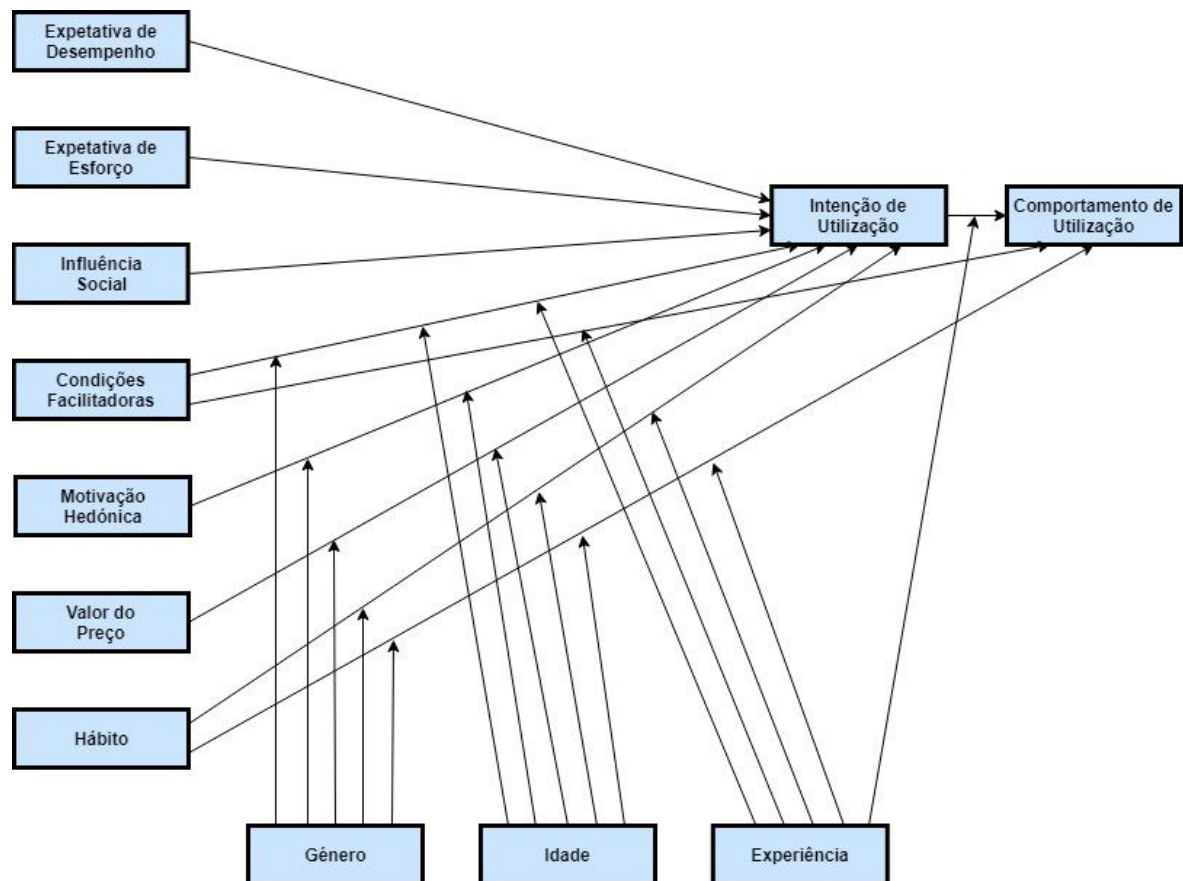 Expetativa de
Desempenho
Expetativa de
Esforço
Intenção de
Utilização
Comportamento de
Utilização
Influência
Social
Condições
Facilitadoras
Motivação
Hedónica
Valor do
Preço
Hábito
Género
Idade
Experiência